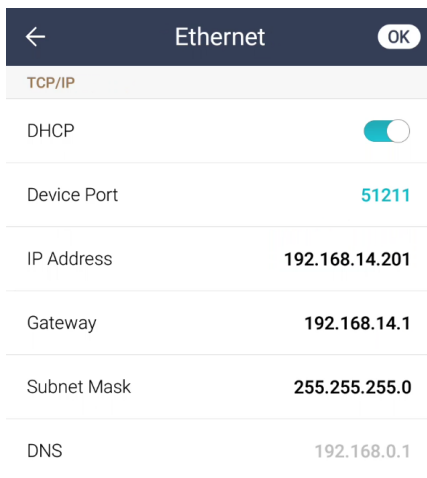 Ethernet OK
TCP/IP
DHCP
Device Port 51211
IP Address 192.168.14.201
Gateway 192.168.14.1
Subnet Mask 255.255.255.0
DNS 192.168.0.1